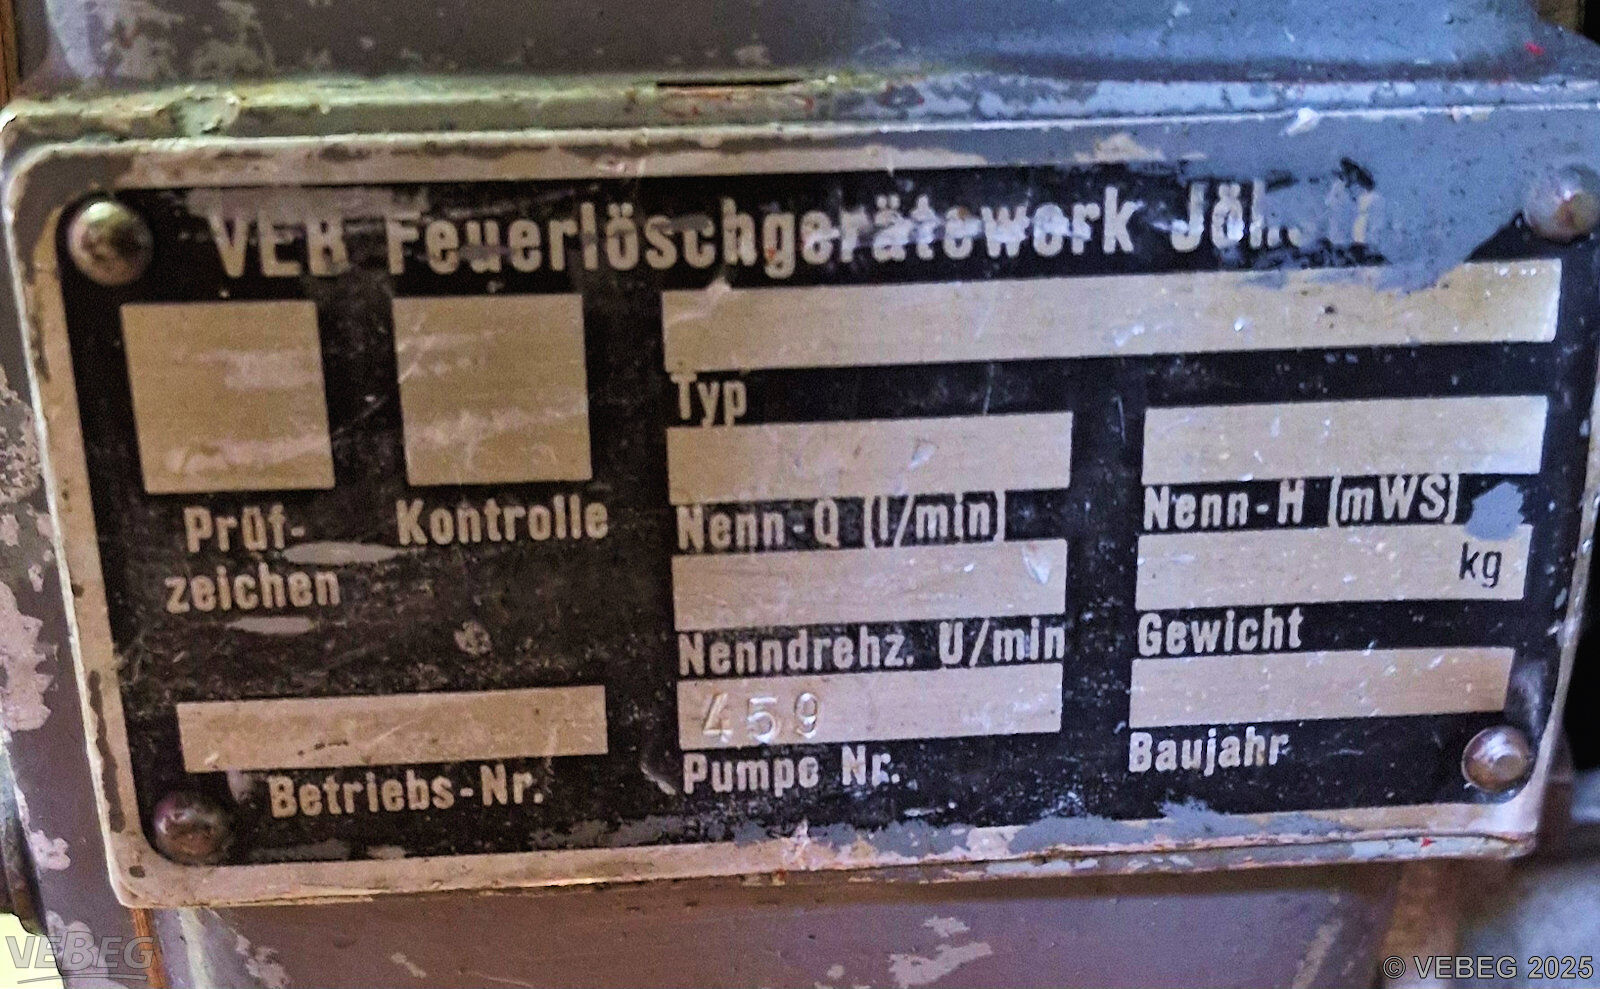 VEB Feuerlöschgerätewerk
Typ
Nenn-Q (l/min)
Nenn-H (mWS)
Prüf-
zeichen
Kontrolle
kg
Nenndrehz. U/min
Gewicht
459
Betriebs-Nr.
Pumpe Nr.
Baujahr
VEBEG
© VEBEG 2025